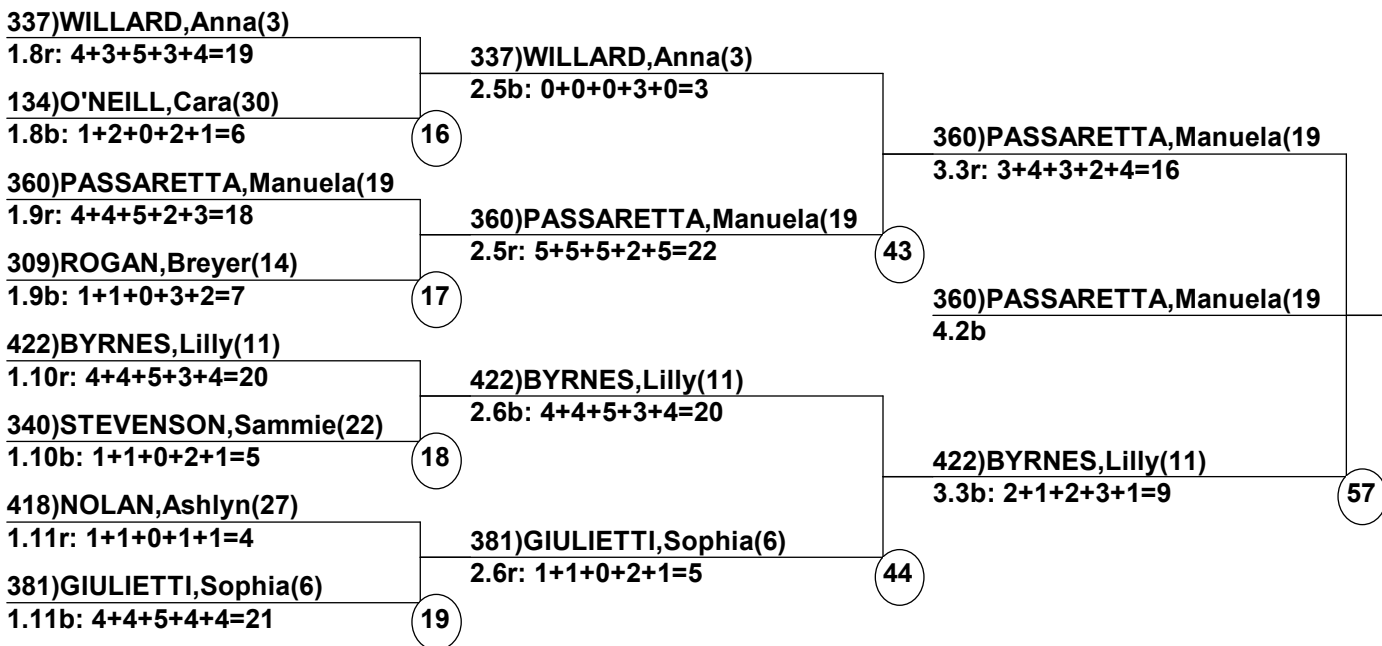 337)WILLARD,Anna(3)
1.8r: 4+3+5+3+4=19
134)O'NEILL,Cara(30)
1.8b: 1+2+0+2+1=6
16
360)PASSARETTA,Manuela(19
1.9r: 4+4+5+2+3=18
309)ROGAN,Breyer(14)
1.9b: 1+1+0+3+2=7
17
422)BYRNES,Lilly(11)
1.10r: 4+4+5+3+4=20
340)STEVENSON,Sammie(22)
1.10b: 1+1+0+2+1=5
18
418)NOLAN,Ashlyn(27)
1.11r: 1+1+0+1+1=4
381)GIULIETTI,Sophia(6)
1.11b: 4+4+5+4+4=21
19
337)WILLARD,Anna(3)
2.5b: 0+0+0+3+0=3
360)PASSARETTA,Manuela(19
2.5r: 5+5+5+2+5=22
43
422)BYRNES,Lilly(11)
2.6b: 4+4+5+3+4=20
381)GIULIETTI,Sophia(6)
2.6r: 1+1+0+2+1=5
44
360)PASSARETTA,Manuela(19
3.3r: 3+4+3+2+4=16
360)PASSARETTA,Manuela(19
4.2b
422)BYRNES,Lilly(11)
3.3b: 2+1+2+3+1=9
57